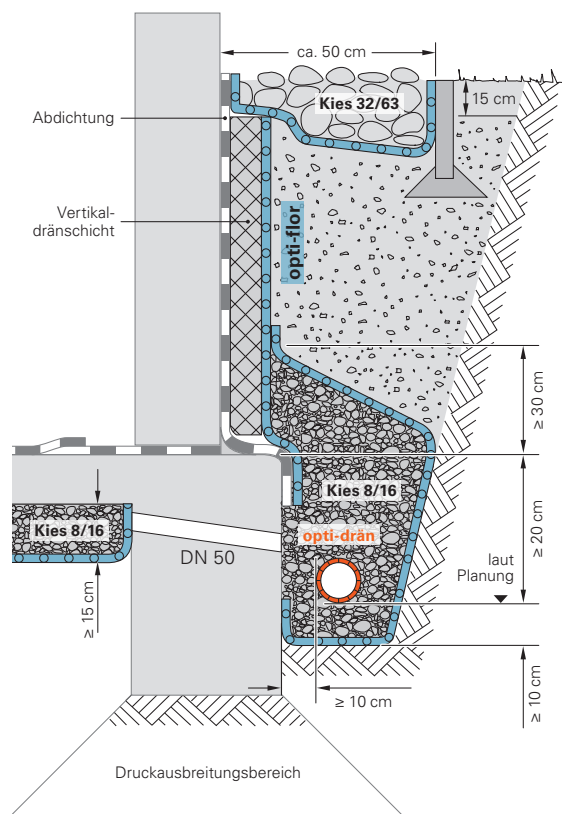 ca. 50 cm
Kies 32/63
15 cm
Abdichtung
Vertikal-
dränschicht
opti-flor
≥ 30 cm
Kies 8/16
Kies 8/16
opti-drän
DN 50
≥ 20 cm
laut
Planung
≥ 15 cm
≥ 10 cm
≥ 10 cm
Druckausbreitungsbereich